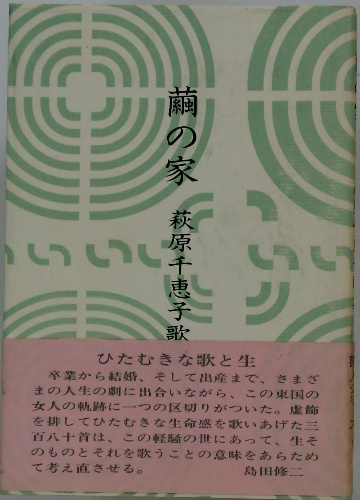 繭の家
萩原千恵子歌
ひたむきな歌と生
卒業から結婚、そして出産まで、さまざ
まの人生の劇に出合いながら、この東国の
女人の軌跡に一つの区切りがついた。虚飾
を排してひたむきな生命感を歌いあげた三
百八十首は、この軽騒の世にあって、生そ
のものとそれを歌うことの意味をあらため
て考え直させる。 島田修二